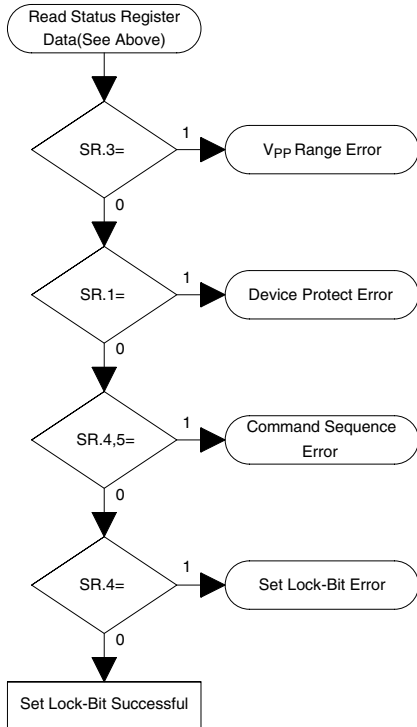 Read Status Register
Data(See Above)
SR.3=
1
VPP Range Error
0
SR.1=
1
Device Protect Error
0
SR.4,5=
1
Command Sequence
Error
0
SR.4=
1
Set Lock-Bit Error
0
Set Lock-Bit Successful